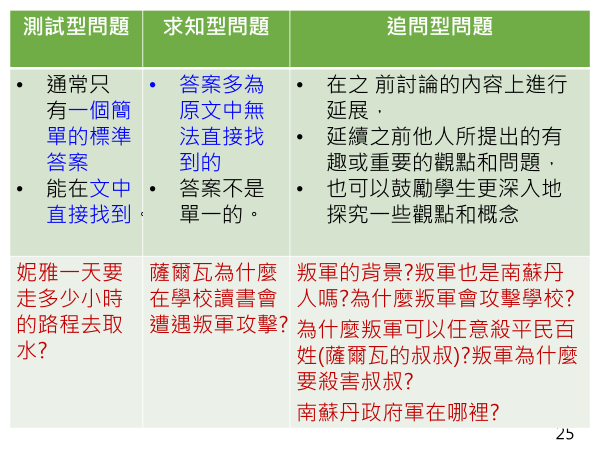 測試型問題
求知型問題
追問型問題
• 通常只
有一個簡
單的標準
答案
• 能在文中
直接找到。
• 答案多為
原文中無
法直接找
到的
• 答案不是
單一的。
• 在之 前討論的內容上進行
延展，
• 延續之前他人所提出的有
趣或重要的觀點和問題，
• 也可以鼓勵學生更深入地
探究一些觀點和概念
妮雅一天要
走多少小時
的路程去取
水?
薩爾瓦為什麼
在學校讀書會
遭遇叛軍攻擊?
叛軍的背景?叛軍也是南蘇丹
人嗎?為什麼叛軍會攻擊學校?
為什麼叛軍可以任意殺平民百
姓(薩爾瓦的叔叔)?叛軍為什麼
要殺害叔叔?
南蘇丹政府軍在哪裡?
25